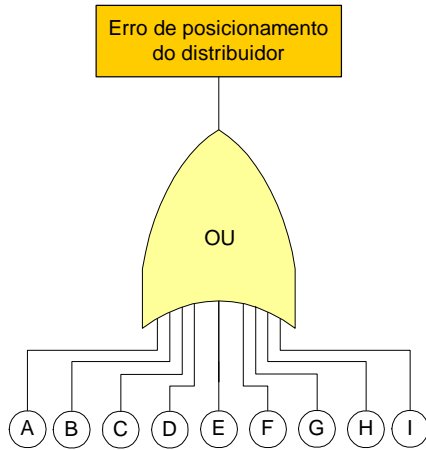 Erro de posicionamento
do distribuidor
OU
A B C D E F G H I